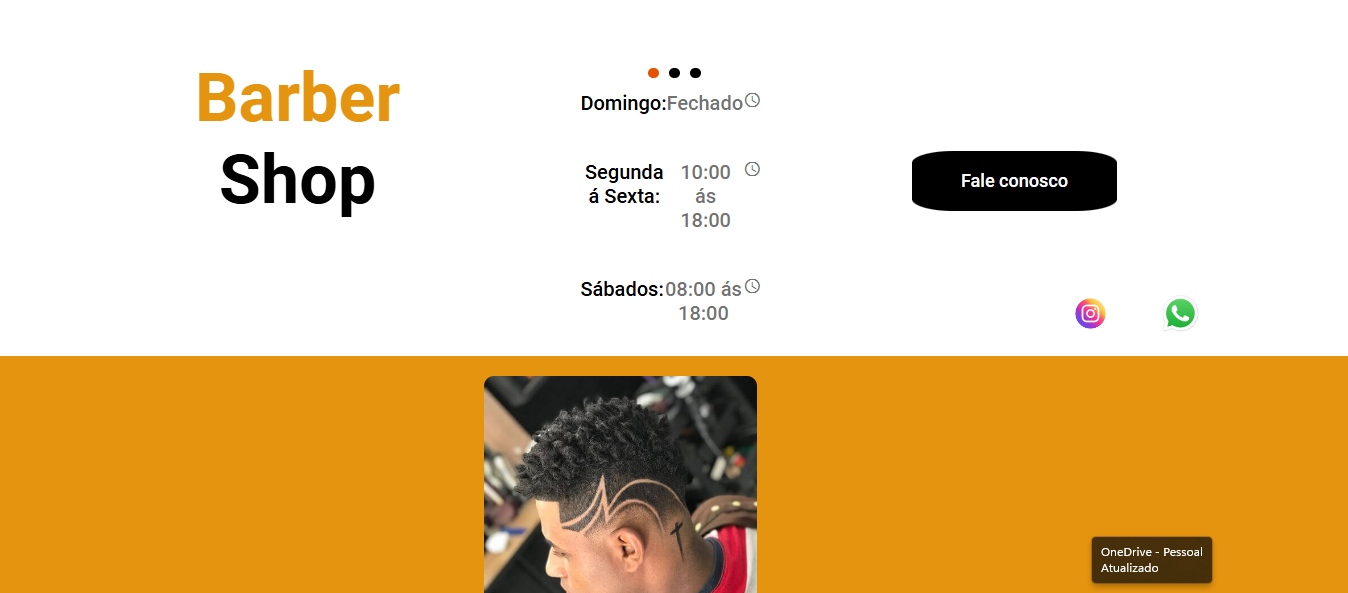 Barber
Shop
Domingo:Fechado
Segunda
á Sexta:
10:00
ás
18:00
Sábados:08:00 ás
18:00
Fale conosco
OneDrive - Pessoal
Atualizado